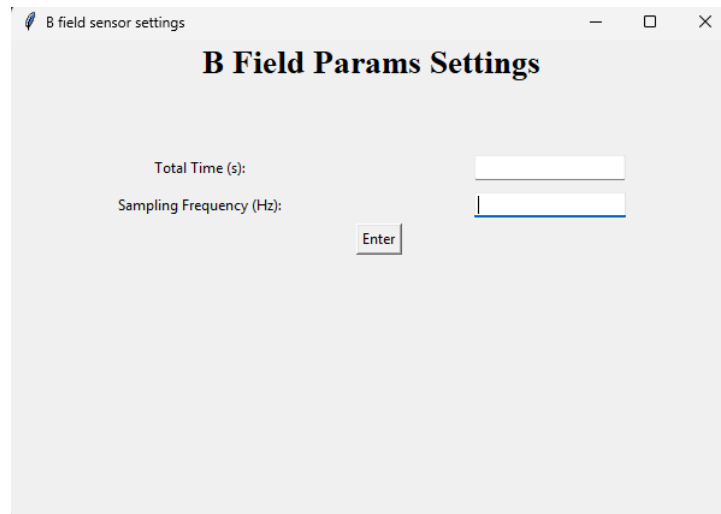 B field sensor settings
B Field Params Settings
Total Time (s):
Sampling Frequency (Hz):
Enter